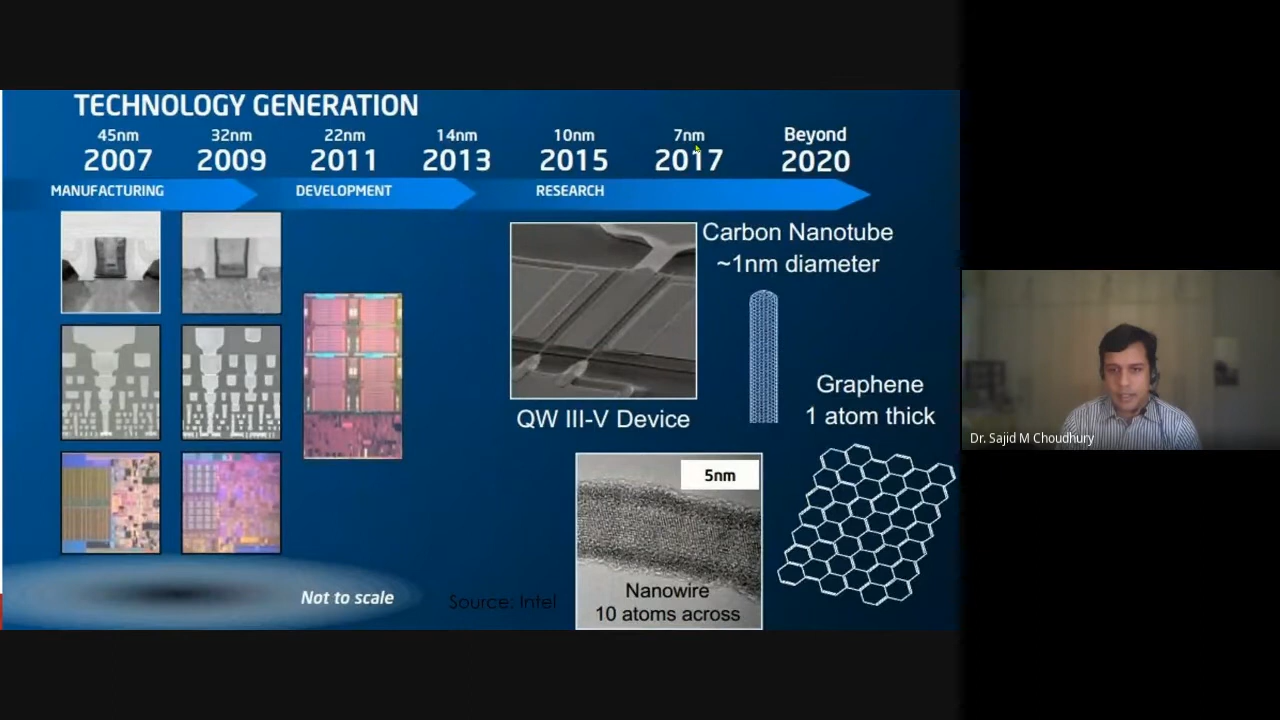 TECHNOLOGY GENERATION
45nm 32nm 22nm 14nm 10nm 7nm Beyond
2007 2009 2011 2013 2015 2017 2020
MANUFACTURING DEVELOPMENT RESEARCH
Carbon Nanotube
~1nm diameter
QW III-V Device
Graphene
1 atom thick
5nm
Nanowire
10 atoms across
Not to scale
Source: Intel
Dr. Sajid M Choudhury